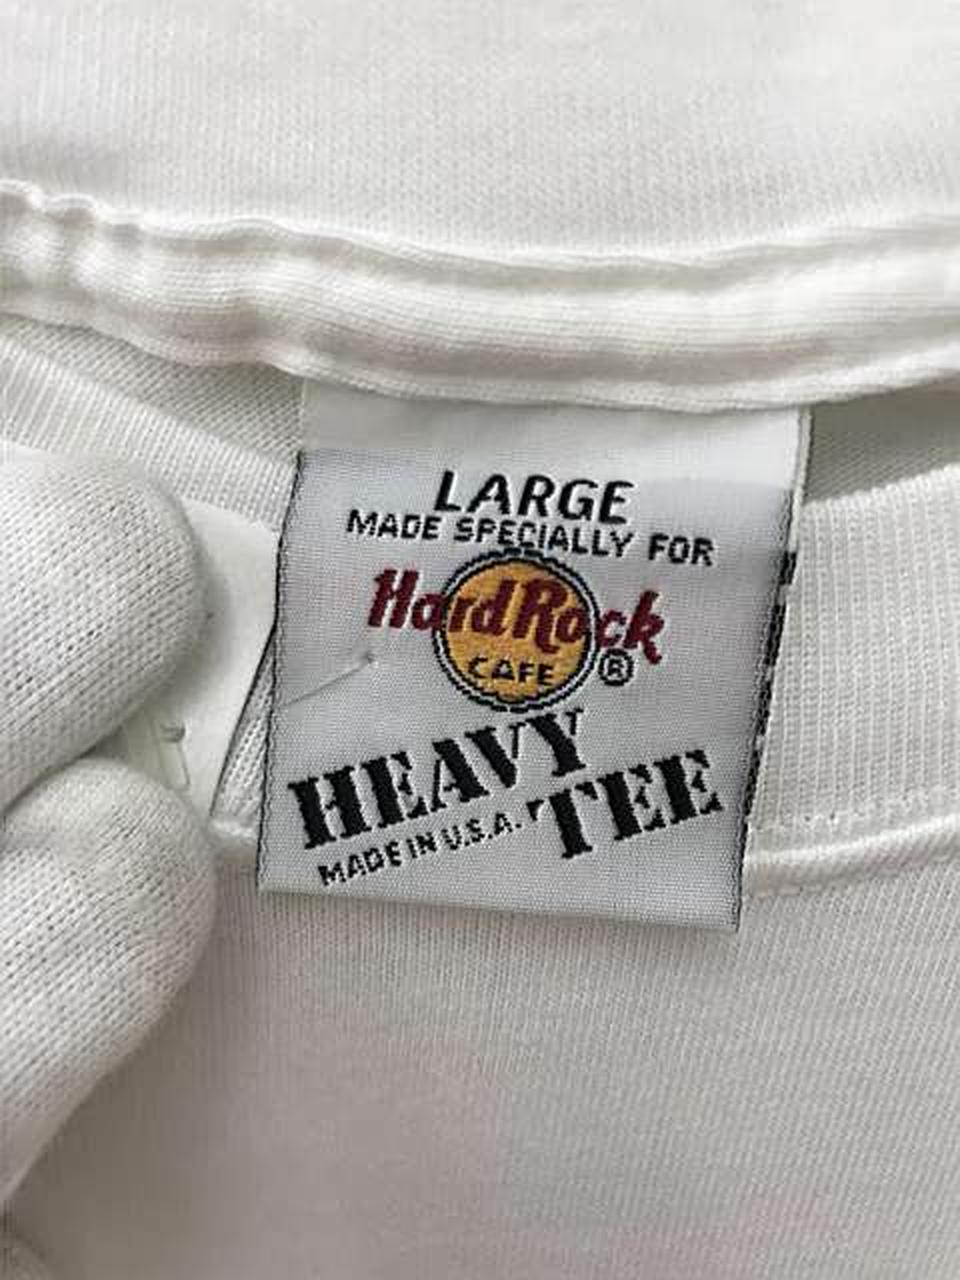 LARGE
MADE SPECIALLY FOR
Hard Rock
CAFE ®
HEAVY
TEE
MADE IN U.S.A.